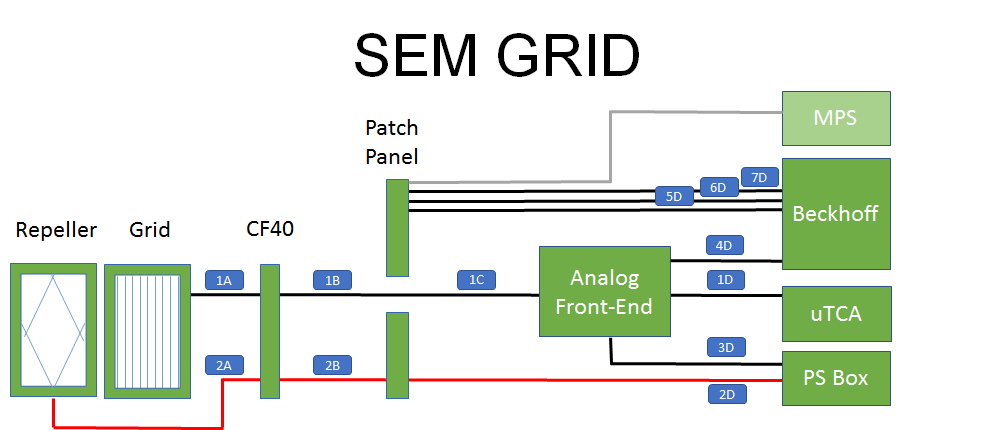 SEM GRID
MPS
Patch
Panel
7D
6D
5D
Beckhoff
Repeller
Grid
CF40
4D
1A
1B
1C
Analog
Front-End
1D
uTCA
3D
2A
2B
PS Box
2D